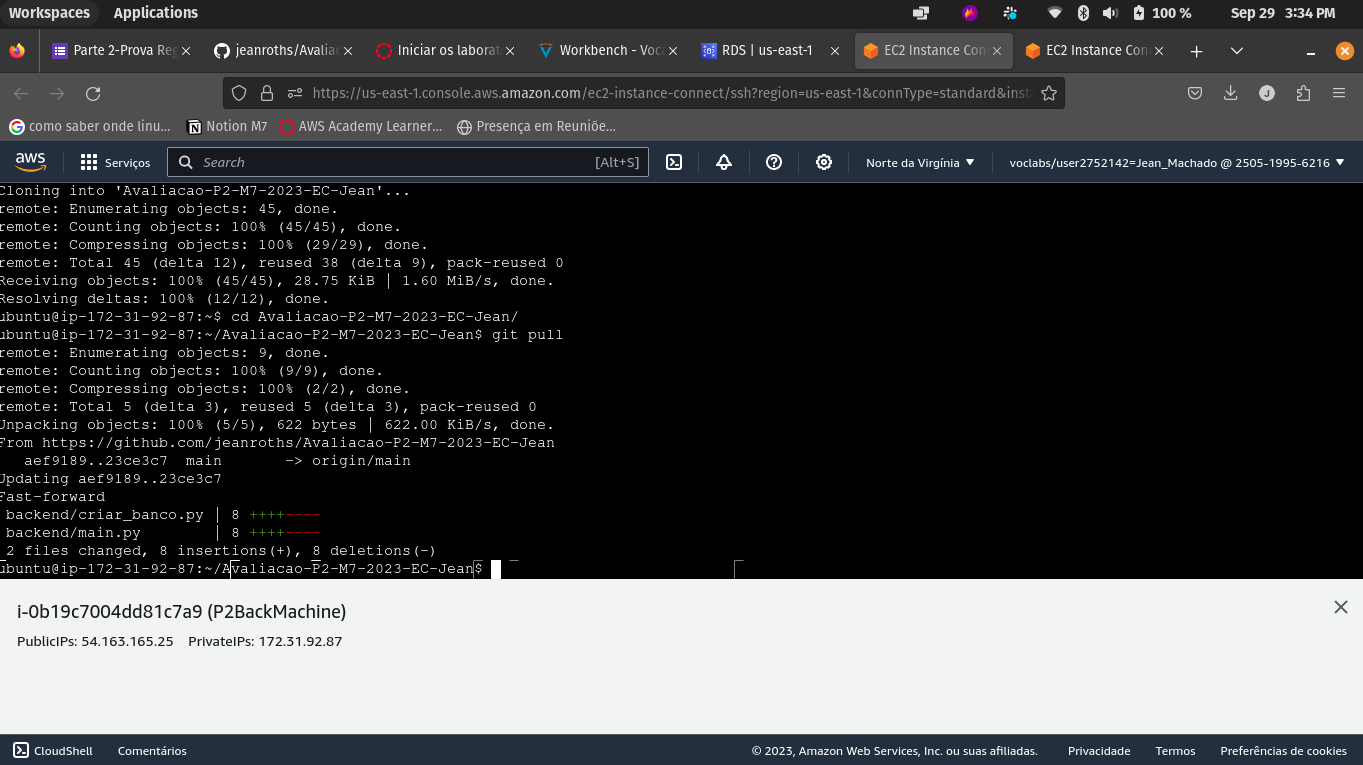 Workspaces Applications 100 % Sep 29 3:34 PM
Parte 2-Prova Reg jeanroths/Avaliac Iniciar os laborat Workbench - Voca RDS | us-east-1 EC2 Instance Con EC2 Instance Con
https://us-east-1.console.aws.amazon.com/ec2-instance-connect/ssh?region=us-east-1&connType=standard&inst J
como saber onde linu... Notion M7 AWS Academy Learner... Presença em Reuniõe...
aws Serviços Search [Alt+S] Norte da Virgínia voclabs/user2752142=Jean_Machado @ 2505-1995-6216
Cloning into 'Avaliacao-P2-M7-2023-EC-Jean'...
remote: Enumerating objects: 45, done.
remote: Counting objects: 100% (45/45), done.
remote: Compressing objects: 100% (29/29), done.
remote: Total 45 (delta 12), reused 38 (delta 9), pack-reused 0
Receiving objects: 100% (45/45), 28.75 KiB | 1.60 MiB/s, done.
Resolving deltas: 100% (12/12), done.
ubuntu@ip-172-31-92-87:~$ cd Avaliacao-P2-M7-2023-EC-Jean/
ubuntu@ip-172-31-92-87:~/Avaliacao-P2-M7-2023-EC-Jean$ git pull
remote: Enumerating objects: 9, done.
remote: Counting objects: 100% (9/9), done.
remote: Compressing objects: 100% (2/2), done.
remote: Total 5 (delta 3), reused 5 (delta 3), pack-reused 0
Unpacking objects: 100% (5/5), 622 bytes | 622.00 KiB/s, done.
From https://github.com/jeanroths/Avaliacao-P2-M7-2023-EC-Jean
aef9189..23ce3c7 main -> origin/main
Updating aef9189..23ce3c7
Fast-forward
backend/criar_banco.py | 8 ++++----
backend/main.py | 8 ++++----
2 files changed, 8 insertions(+), 8 deletions(-)
ubuntu@ip-172-31-92-87:~/Avaliacao-P2-M7-2023-EC-Jean$
i-0b19c7004dd81c7a9 (P2BackMachine)
PublicIPs: 54.163.165.25 PrivateIPs: 172.31.92.87
CloudShell Comentários © 2023, Amazon Web Services, Inc. ou suas afiliadas. Privacidade Termos Preferências de cookies